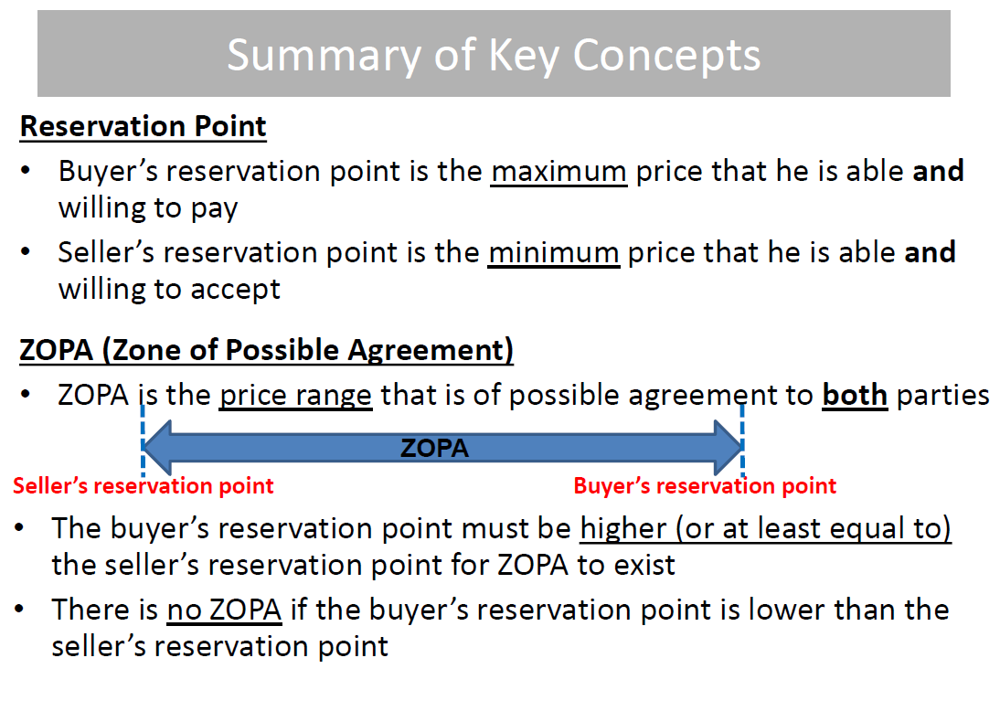 Summary of Key Concepts
Reservation Point
• Buyer’s reservation point is the maximum price that he is able and
willing to pay
• Seller’s reservation point is the minimum price that he is able and
willing to accept
ZOPA (Zone of Possible Agreement)
• ZOPA is the price range that is of possible agreement to both parties
ZOPA
Seller’s reservation point
Buyer’s reservation point
• The buyer’s reservation point must be higher (or at least equal to)
the seller’s reservation point for ZOPA to exist
• There is no ZOPA if the buyer’s reservation point is lower than the
seller’s reservation point